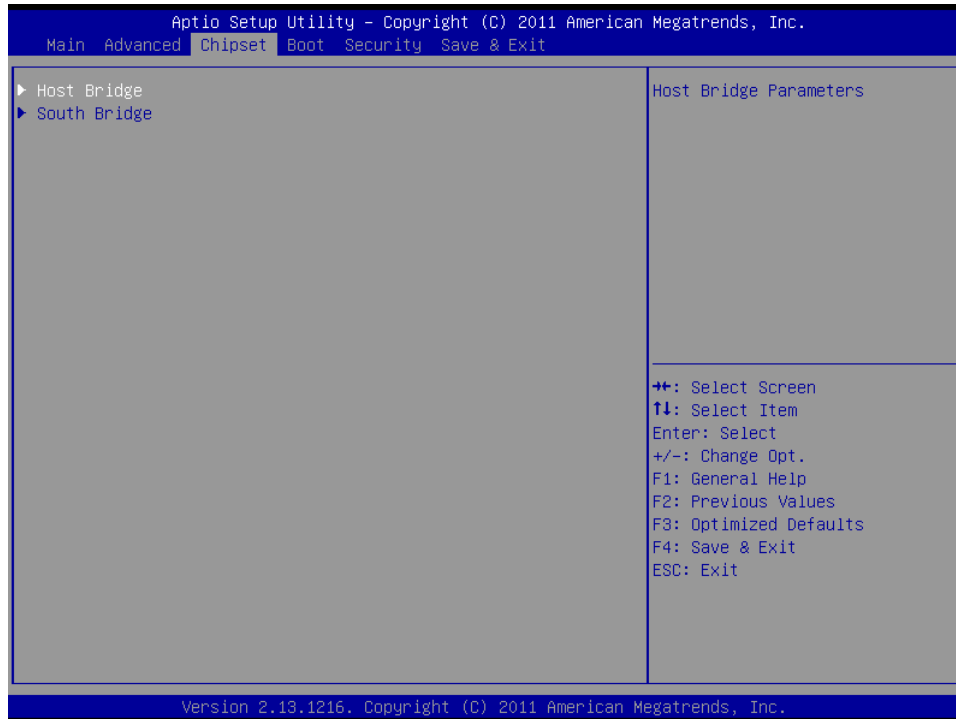 Aptio Setup Utility – Copyright (C) 2011 American Megatrends, Inc.
Main Advanced Chipset Boot Security Save & Exit
▶ Host Bridge
▶ South Bridge
Host Bridge Parameters
→←: Select Screen
↑↓: Select Item
Enter: Select
+/-: Change Opt.
F1: General Help
F2: Previous Values
F3: Optimized Defaults
F4: Save & Exit
ESC: Exit
Version 2.13.1216. Copyright (C) 2011 American Megatrends, Inc.